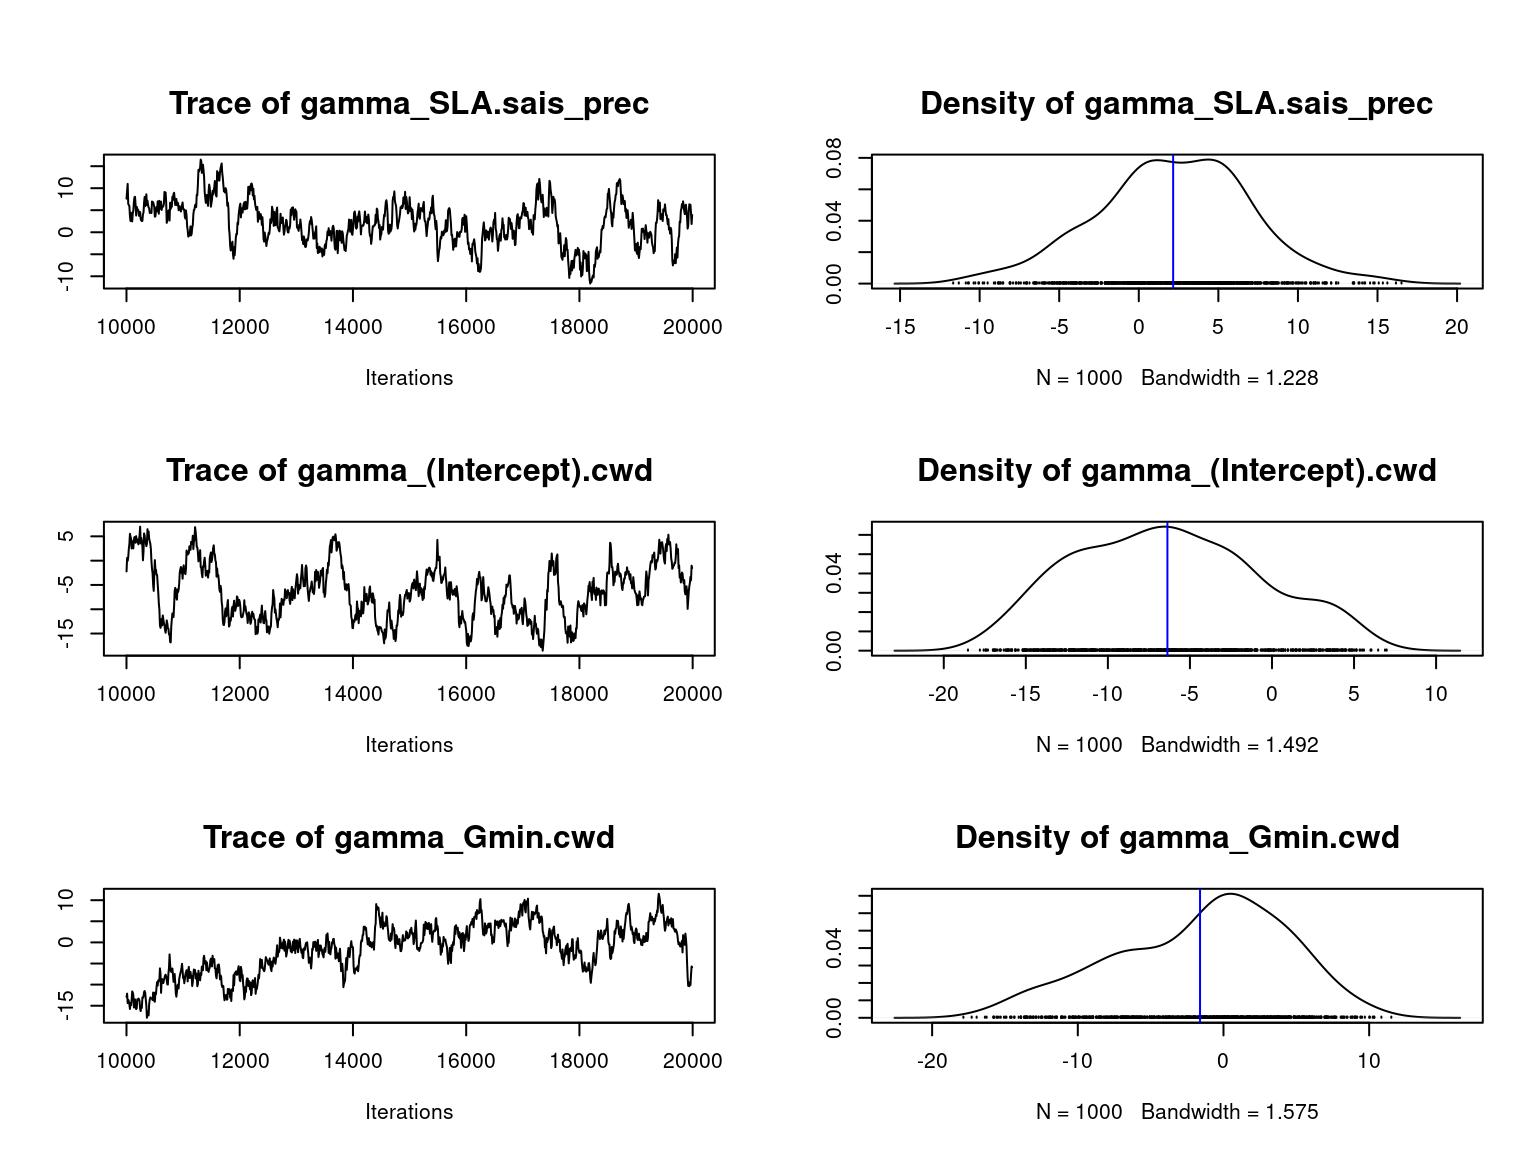 Trace of gamma_SLA.sais_prec
-10 0 10
10000 12000 14000 16000 18000 20000
Iterations
Density of gamma_SLA.sais_prec
0.00 0.04 0.08
-15 -10 -5 0 5 10 15 20
N = 1000 Bandwidth = 1.228
Trace of gamma_(Intercept).cwd
-15 -5 5
10000 12000 14000 16000 18000 20000
Iterations
Density of gamma_(Intercept).cwd
0.00 0.04
-20 -15 -10 -5 0 5 10
N = 1000 Bandwidth = 1.492
Trace of gamma_Gmin.cwd
-15 0 10
10000 12000 14000 16000 18000 20000
Iterations
Density of gamma_Gmin.cwd
0.00 0.04
-20 -10 0 10
N = 1000 Bandwidth = 1.575